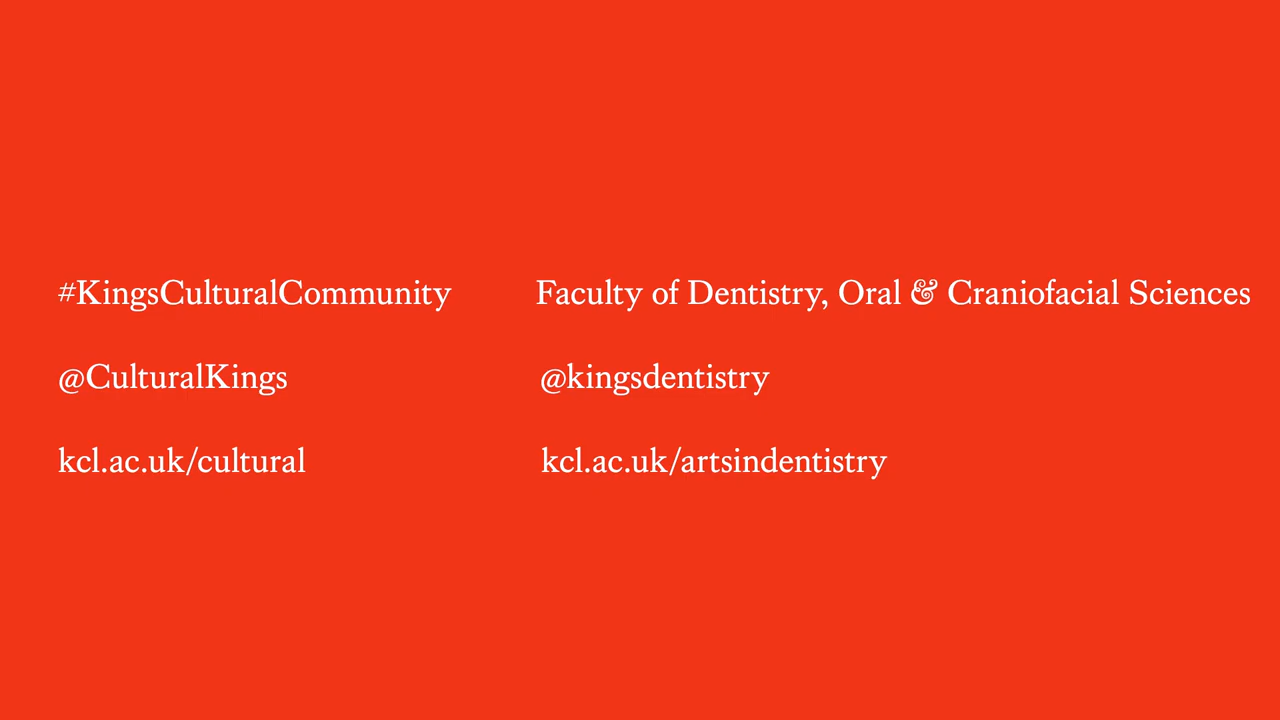 #KingsCulturalCommunity
@CulturalKings
kcl.ac.uk/cultural
Faculty of Dentistry, Oral & Craniofacial Sciences
@kingsdentistry
kcl.ac.uk/artsindentistry